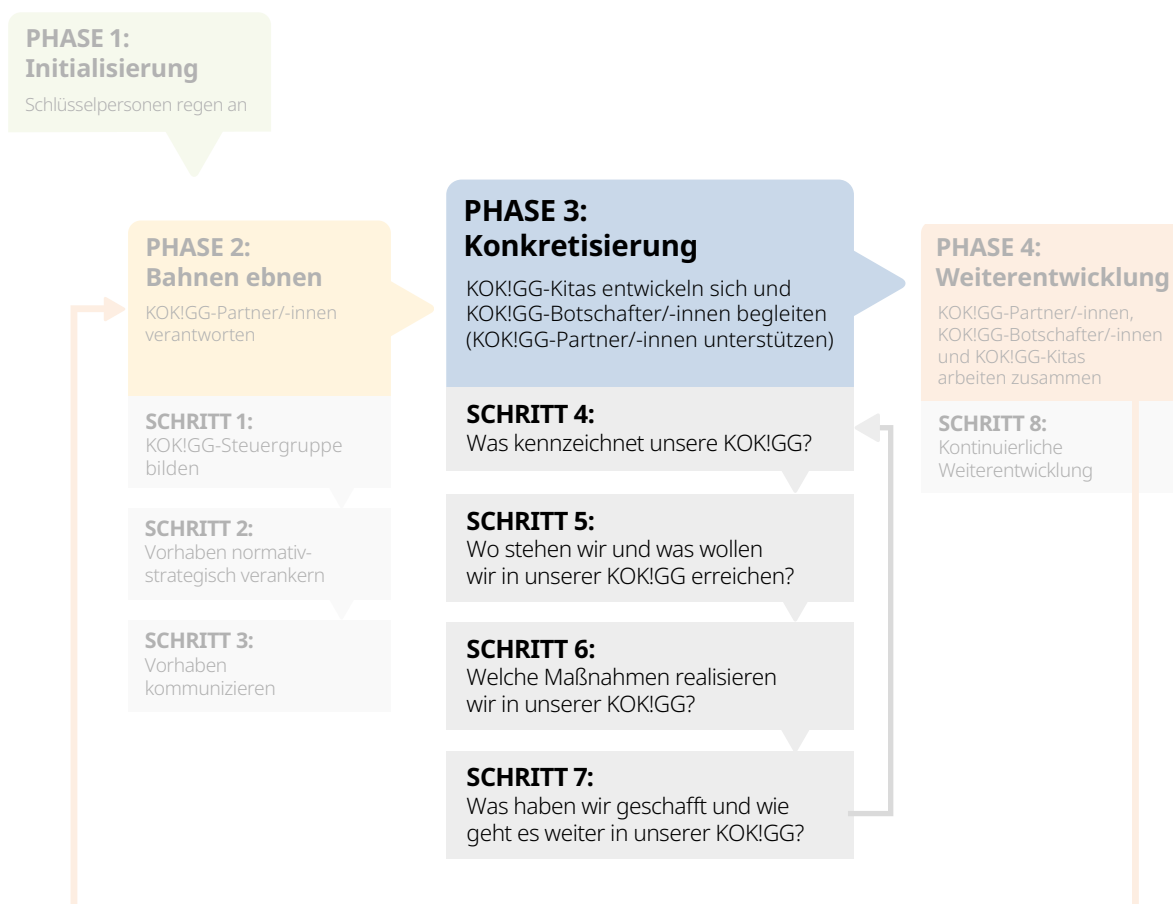 PHASE 1:
Initialisierung
Schlüsselpersonen regen an
PHASE 2:
Bahnen ebnen
KOK!GG-Partner/-innen
verantworten
SCHRITT 1:
KOK!GG-Steuergruppe
bilden
SCHRITT 2:
Vorhaben normativ-
strategisch verankern
SCHRITT 3:
Vorhaben
kommunizieren
PHASE 3:
Konkretisierung
KOK!GG-Kitas entwickeln sich und
KOK!GG-Botschafter/-innen begleiten
(KOK!GG-Partner/-innen unterstützen)
SCHRITT 4:
Was kennzeichnet unsere KOK!GG?
SCHRITT 5:
Wo stehen wir und was wollen
wir in unserer KOK!GG erreichen?
SCHRITT 6:
Welche Maßnahmen realisieren
wir in unserer KOK!GG?
SCHRITT 7:
Was haben wir geschafft und wie
geht es weiter in unserer KOK!GG?
PHASE 4:
Weiterentwicklung
KOK!GG-Partner/-innen,
KOK!GG-Botschafter/-innen
und KOK!GG-Kitas
arbeiten zusammen
SCHRITT 8:
Kontinuierliche
Weiterentwicklung